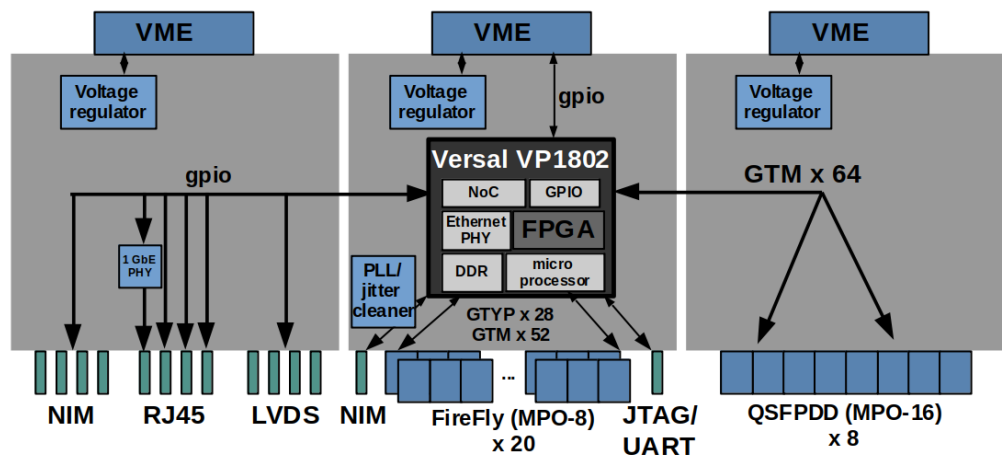 VME
VME
VME
Voltage
regulator
Voltage
regulator
Voltage
regulator
gpio
Versal VP1802
NoC
GPIO
Ethernet
PHY
FPGA
DDR
micro
processor
gpio
GTM x 64
1 GbE
PHY
PLL/
jitter
cleaner
GTYP x 28
GTM x 52
...
NIM
RJ45
LVDS
NIM
FireFly (MPO-8)
x 20
JTAG/
UART
QSFPDD (MPO-16)
x 8